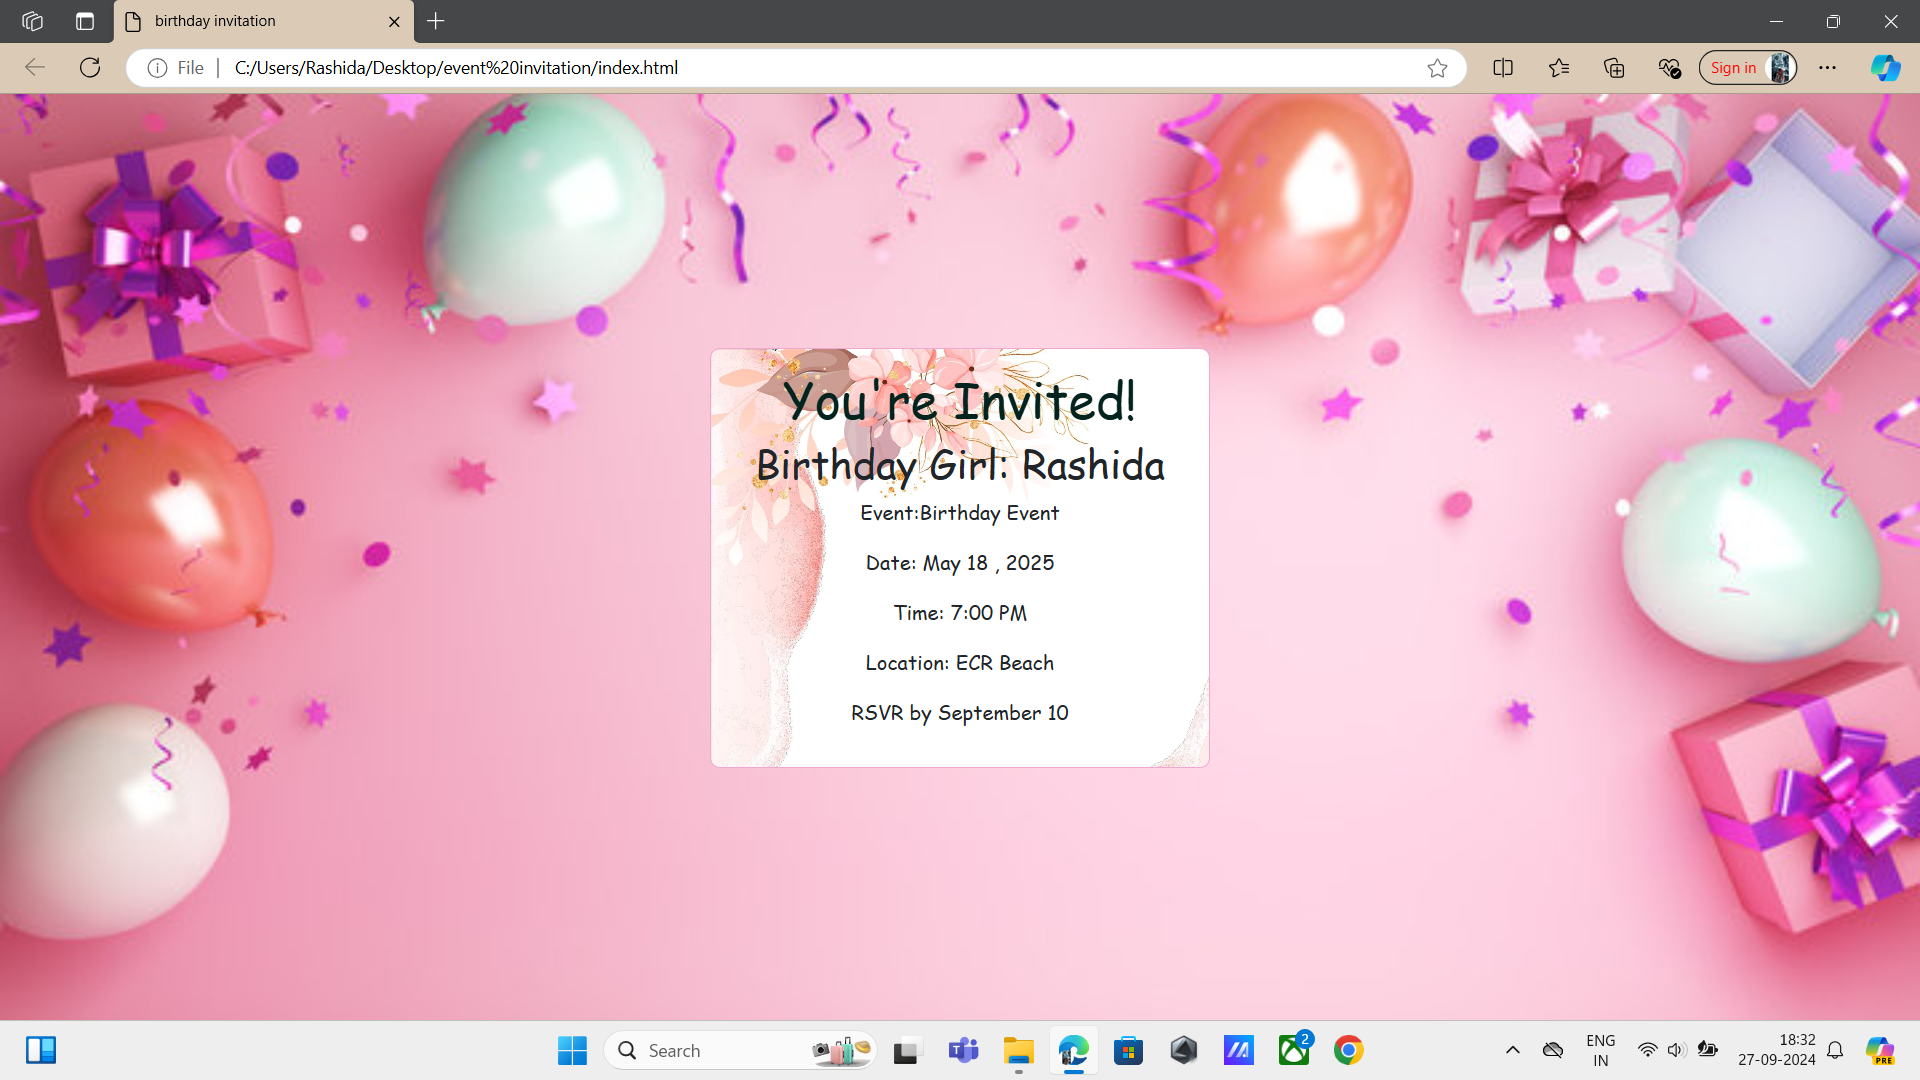 birthday invitation
File
C:/Users/Rashida/Desktop/event%20invitation/index.html
Sign in
You're Invited!
Birthday Girl: Rashida
Event:Birthday Event
Date: May 18 , 2025
Time: 7:00 PM
Location: ECR Beach
RSVR by September 10
Search
2
ENG
IN
18:32
27-09-2024
PRE